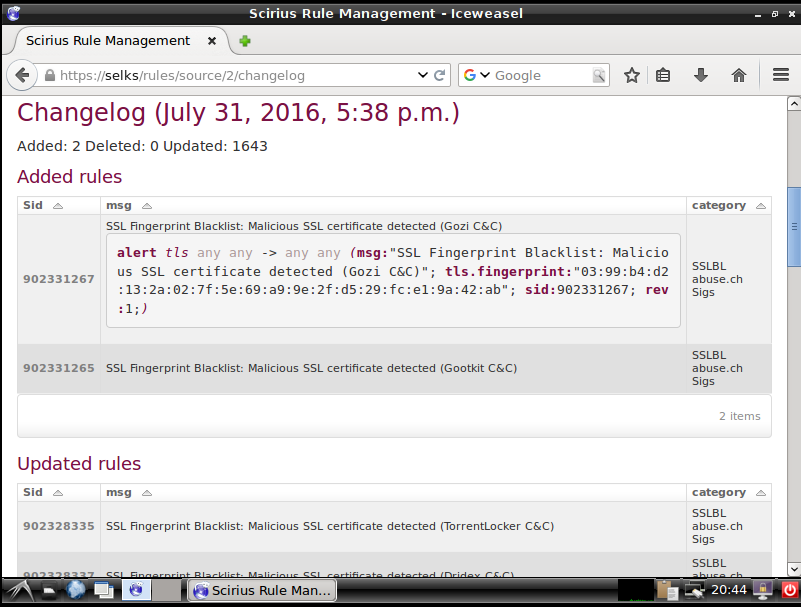 Scirius Rule Management - Iceweasel
Scirius Rule Management
https://selks/rules/source/2/changelog
Google
Changelog (July 31, 2016, 5:38 p.m.)
Added: 2 Deleted: 0 Updated: 1643
Added rules
Sid msg category
SSL Fingerprint Blacklist: Malicious SSL certificate detected (Gozi C&C)
902331267
alert tls any any -> any any (msg:"SSL Fingerprint Blacklist: Malicio
us SSL certificate detected (Gozi C&C)"; tls.fingerprint:"03:99:b4:d2
:13:2a:02:7f:5e:69:a9:9e:2f:d5:29:fc:e1:9a:42:ab"; sid:902331267; rev
:1;)
SSLBL
abuse.ch
Sigs
902331265 SSL Fingerprint Blacklist: Malicious SSL certificate detected (Gootkit C&C)
SSLBL
abuse.ch
Sigs
2 items
Updated rules
Sid msg category
902328335 SSL Fingerprint Blacklist: Malicious SSL certificate detected (TorrentLocker C&C)
SSLBL
abuse.ch
Sigs
902328337 SSL Fingerprint Blacklist: Malicious SSL certificate detected (Dridex C&C)
SSLBL
abuse.ch
Scirius Rule Man...
20:44